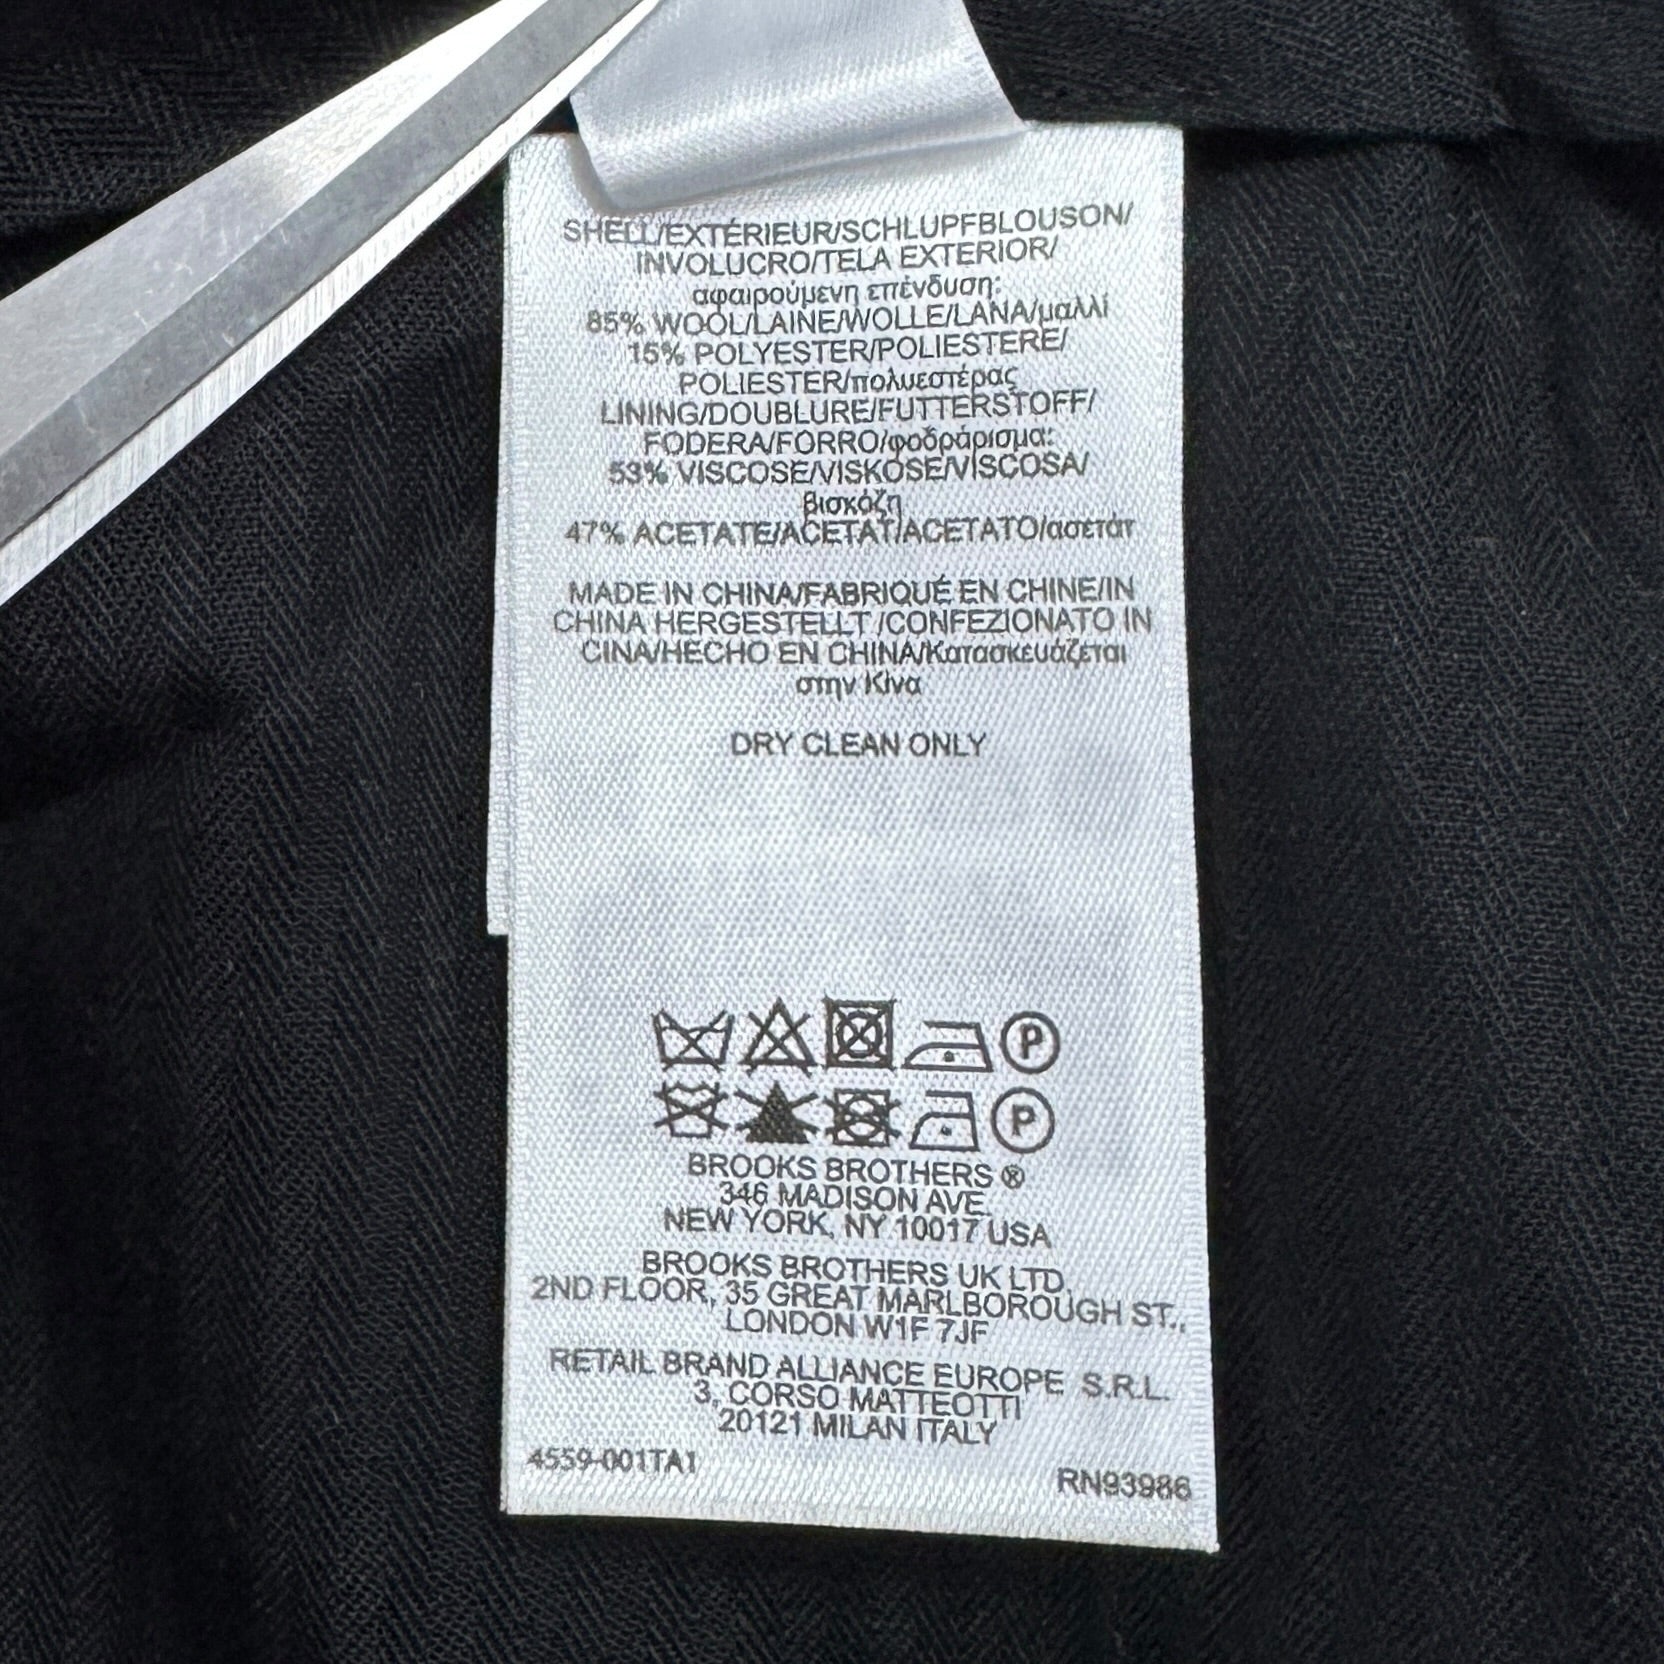 SHELL/EXTÉRIEUR/SCHLUPFBLOUSON/
INVOLUCRO/TELA EXTERIOR/
αφαιρούμενη επένδυση:
85% WOOL/LAINE/WOLLE/LANA/μαλλί
15% POLYESTER/POLIESTERE/
POLIESTER/πολυεστέρας
LINING/DOUBLURE/FUTTERSTOFF/
FODERA/FORRO/φοδράρισμα:
53% VISCOSE/VISKOSE/VISCOSA/
βισκόζη
47% ACETATE/ACETAT/ACETATO/ασετάτ
MADE IN CHINA/FABRIQUÉ EN CHINE/IN
CHINA HERGESTELLT /CONFEZIONATO IN
CINA/HECHO EN CHINA/Κατασκευάζεται
στην Κίνα
DRY CLEAN ONLY
P
P
BROOKS BROTHERS ®
346 MADISON AVE.
NEW YORK, NY 10017 USA
BROOKS BROTHERS UK LTD.
2ND FLOOR, 35 GREAT MARLBOROUGH ST.,
LONDON W1F 7JF
RETAIL BRAND ALLIANCE EUROPE S.R.L.
3, CORSO MATTEOTTI
20121 MILAN ITALY
4559-001TA1
RN93986